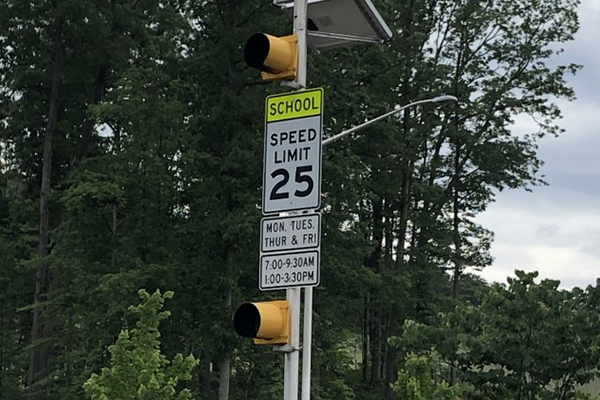 SCHOOL
SPEED
LIMIT
25
MON, TUES,
THUR & FRI
7:00-9:30AM
1:00-3:30PM